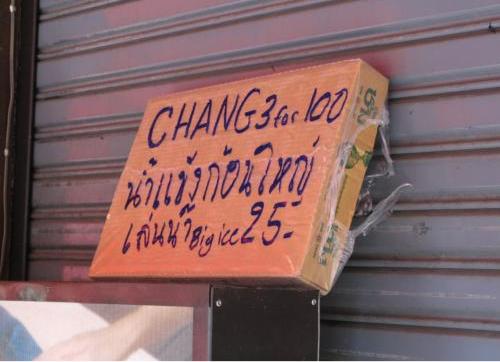 CHANG 3 for 100
น้ำแข็งก้อนใหญ่
เล่นน้ำ Big ice 25-